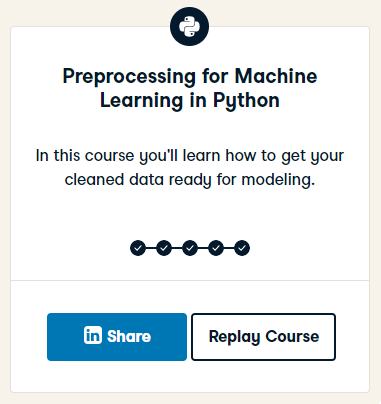 Preprocessing for Machine
Learning in Python
In this course you'll learn how to get your
cleaned data ready for modeling.
in Share
Replay Course